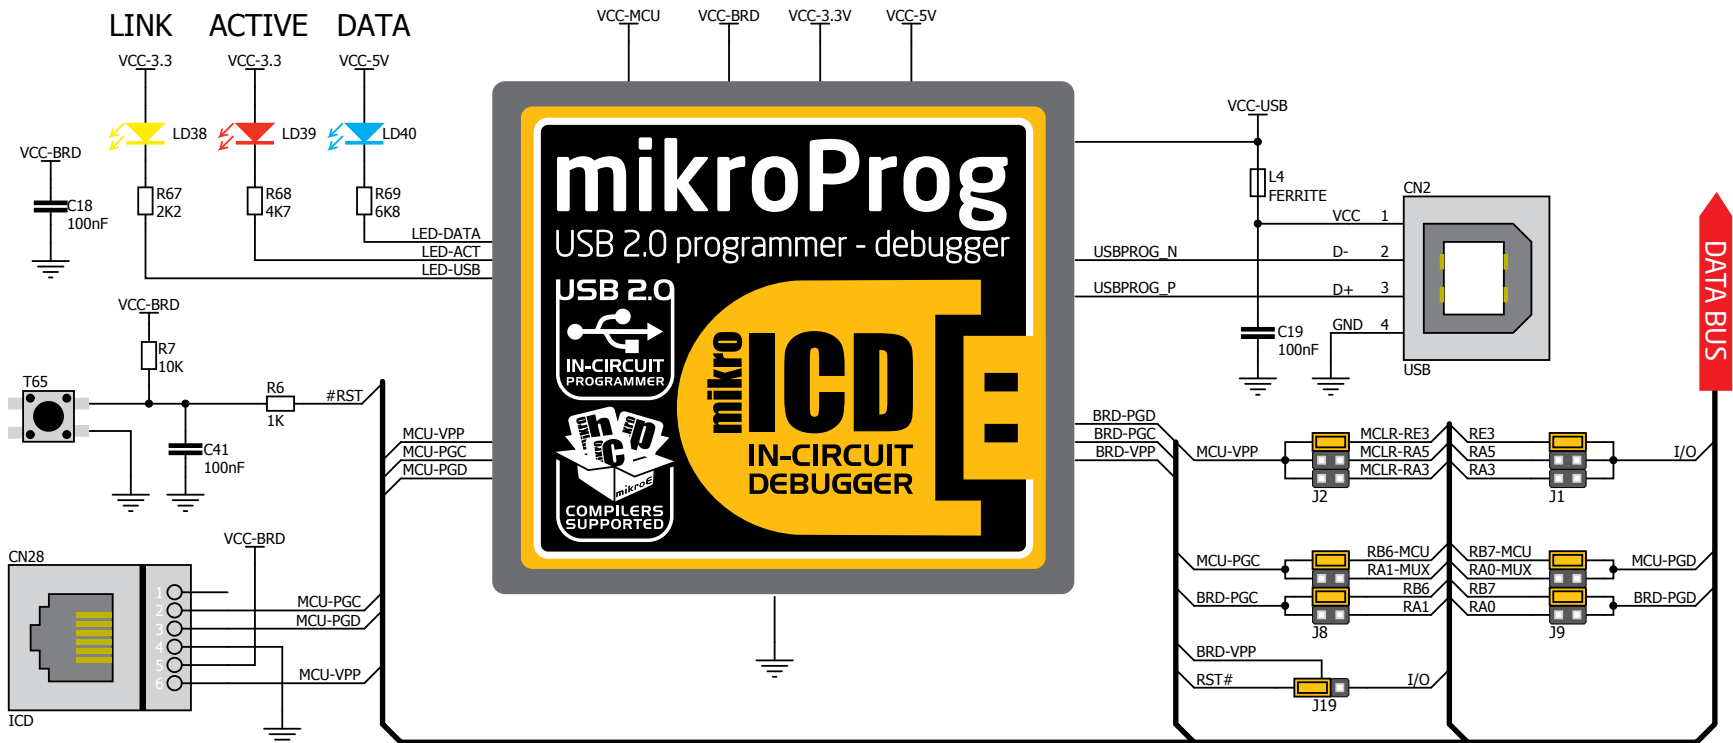 LINK ACTIVE DATA
VCC-3.3 VCC-3.3 VCC-5V
VCC-MCU VCC-BRD VCC-3.3V VCC-5V
LD38 LD39 LD40
VCC-BRD
C18
100nF
R67
2K2
R68
4K7
R69
6K8
LED-DATA
LED-ACT
LED-USB
VCC-BRD
R7
10K
T65
R6
1K
#RST
C41
100nF
MCU-VPP
MCU-PGC
MCU-PGD
VCC-BRD
CN28
1
2
3
4
5
6
MCU-PGC
MCU-PGD
MCU-VPP
ICD
mikroProg
USB 2.0 programmer - debugger
USB 2.0
IN-CIRCUIT
PROGRAMMER
mikroE
COMPILERS
SUPPORTED
mikro
ICD
IN-CIRCUIT
DEBUGGER
VCC-USB
L4
FERRITE
CN2
VCC 1
USBPROG_N D- 2
USBPROG_P D+ 3
GND 4
C19
100nF
USB
DATA BUS
BRD-PGD
BRD-PGC
BRD-VPP
MCU-VPP
MCLR-RE3
MCLR-RA5
MCLR-RA3
J2
RE3
RA5
RA3
J1
I/O
MCU-PGC
BRD-PGC
RB6-MCU
RA1-MUX
RB6
RA1
J8
RB7-MCU
RA0-MUX
RB7
RA0
J9
MCU-PGD
BRD-PGD
BRD-VPP
RST#
I/O
J19